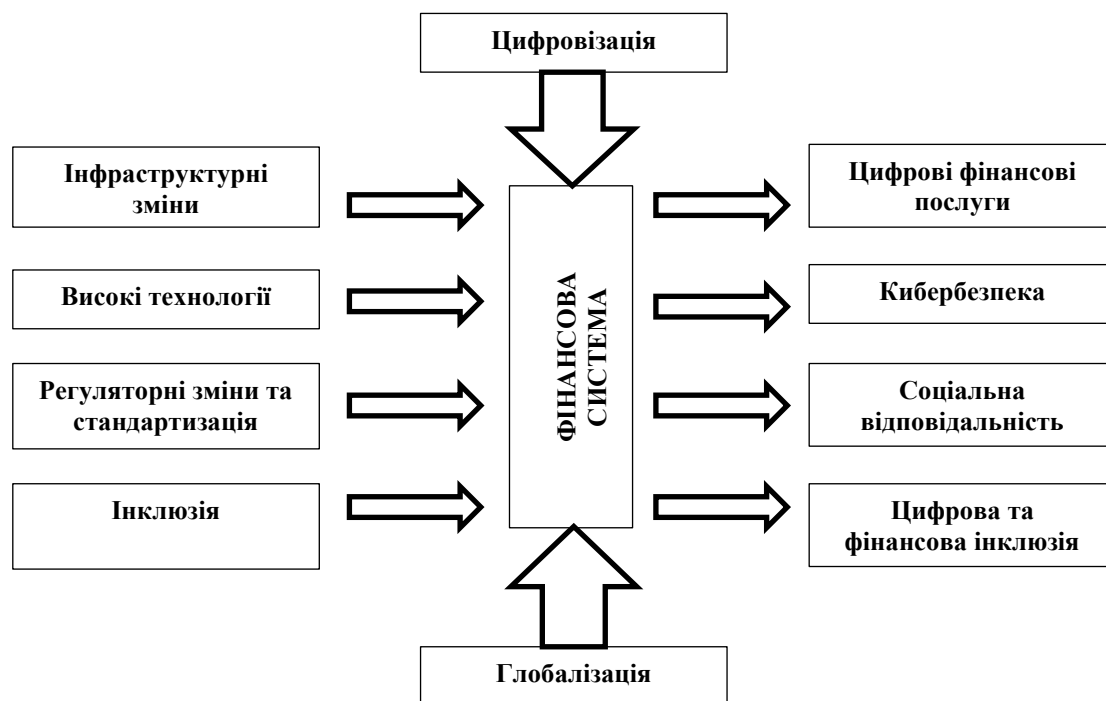 Цифровізація
Інфраструктурні
зміни
Цифрові фінансові
послуги
Високі технології
Кибербезпека
ФІНАНСОВА
СИСТЕМА
Регуляторні зміни та
стандартизація
Соціальна
відповідальність
Інклюзія
Цифрова та
фінансова інклюзія
Глобалізація